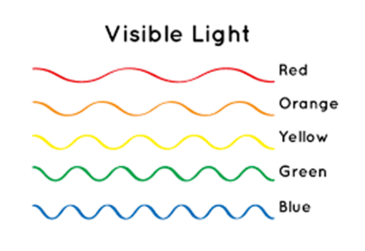 Visible Light
Red
Orange
Yellow
Green
Blue